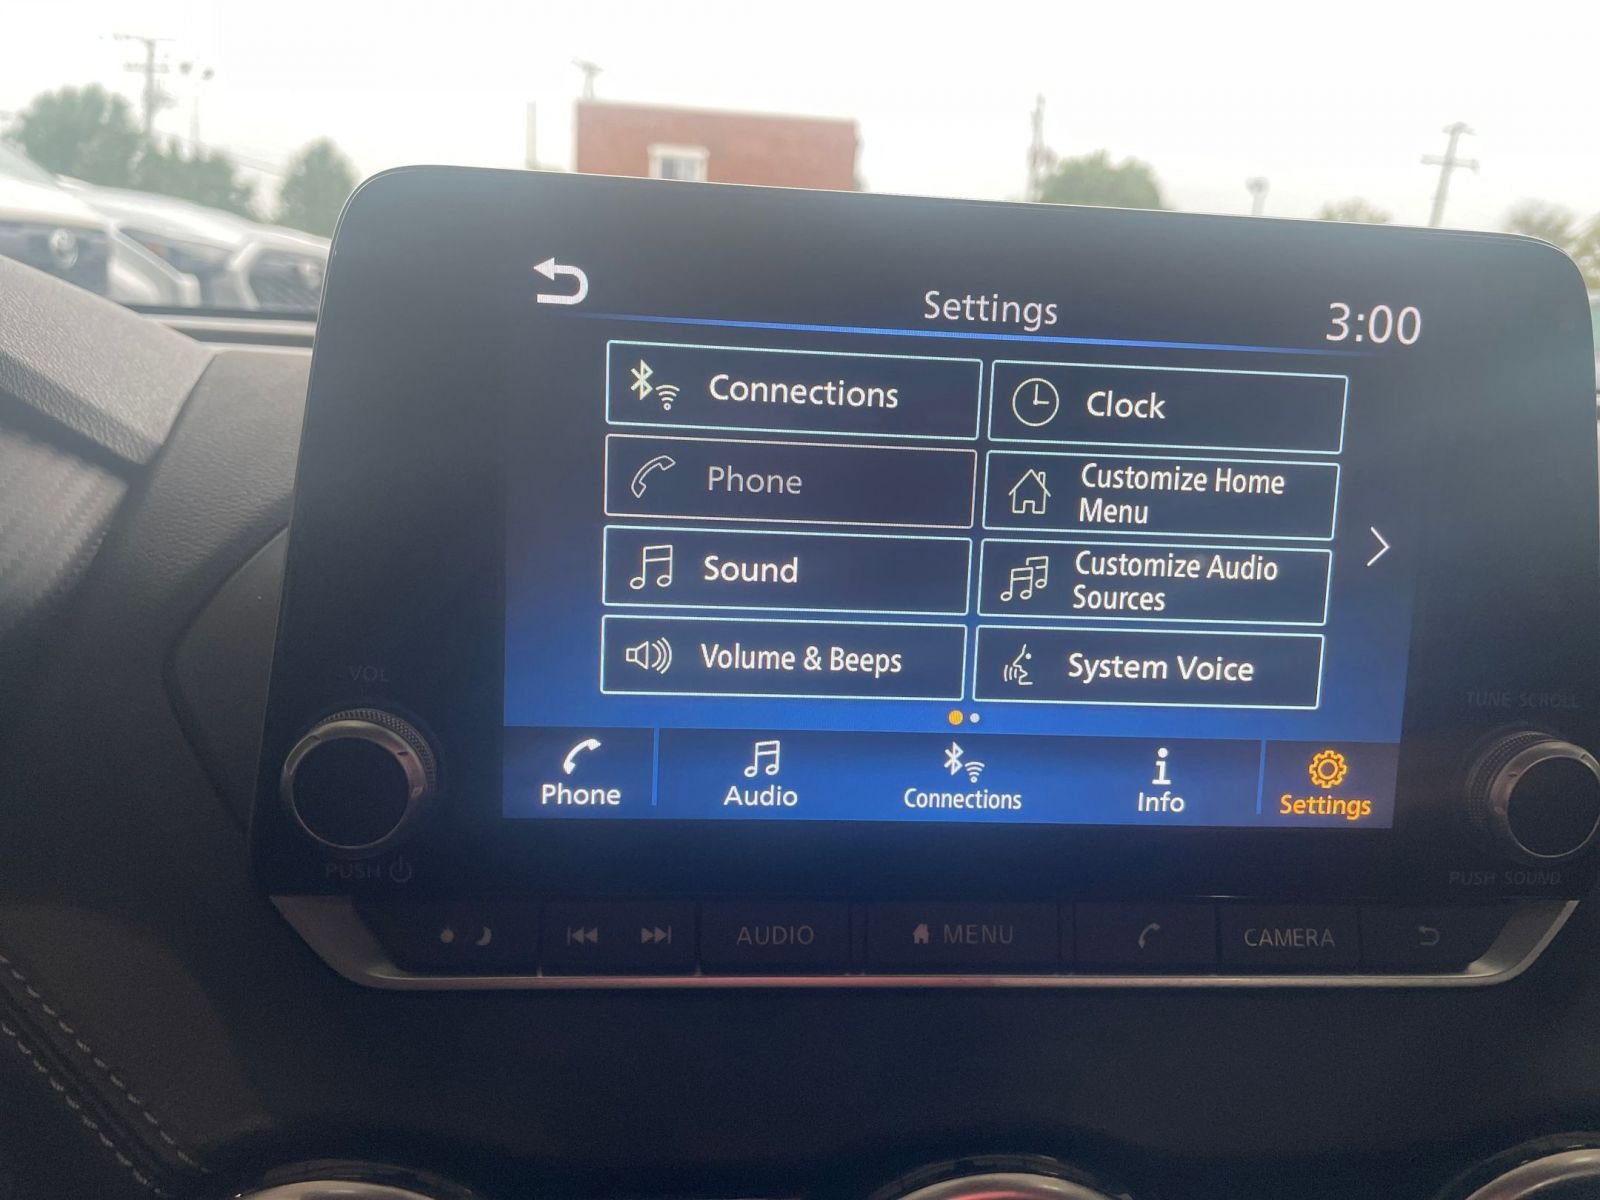 Settings
3:00
Connections
Clock
Phone
Customize Home
Menu
Sound
Customize Audio
Sources
Volume & Beeps
System Voice
Phone
Audio
Connections
Info
Settings
VOL
PUSH
TUNE·SCROLL
PUSH SOUND
AUDIO
MENU
CAMERA